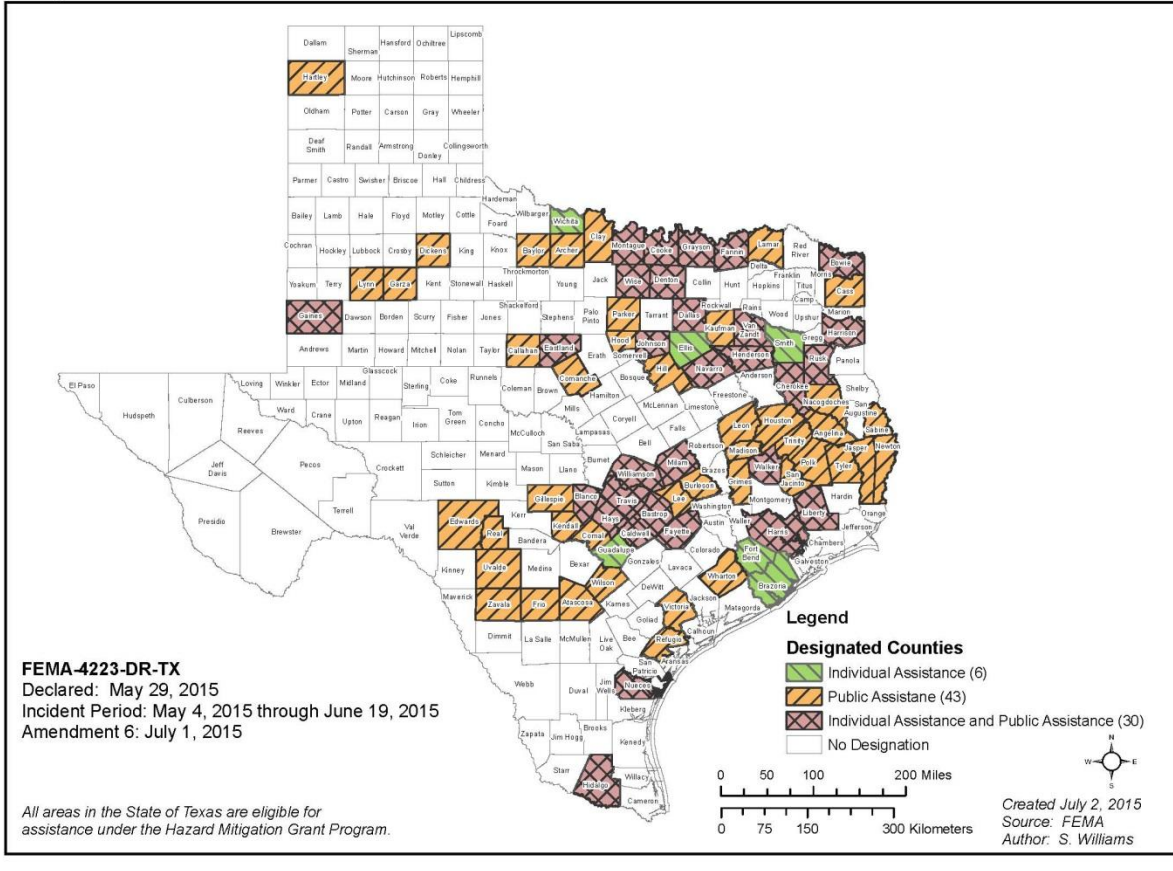 Lipscomb
Dallam Sherman Hansford Ochiltree
Hartley Moore Hutchinson Roberts Hemphill
Oldham Potter Carson Gray Wheeler
Deaf Smith Randall Armstrong Donley Collingsworth
Parmer Castro Swisher Briscoe Hall Childress
Hardeman
Bailey Lamb Hale Floyd Motley Cottle Foard Wilbarger Wichita Clay
Cochran Hockley Lubbock Crosby Dickens King Knox Baylor Archer Montague Cooke Grayson Fannin Lamar Red River Bowie
Yoakum Terry Lynn Garza Kent Stonewall Haskell Throckmorton Young Jack Wise Denton Collin Hunt Delta Hopkins Franklin Titus Morris Cass
Gaines Dawson Borden Scurry Fisher Jones Shackelford Stephens Palo Pinto Parker Tarrant Dallas Rockwall Kaufman Rains Van Zandt Wood Camp Upshur Marion Harrison
Andrews Martin Howard Mitchell Nolan Taylor Callahan Eastland Erath Hood Somervell Johnson Ellis Henderson Smith Gregg Rusk Panola
El Paso Hudspeth Culberson Loving Winkler Ector Midland Glasscock Sterling Coke Runnels Coleman Brown Comanche Hamilton Bosque Hill Navarro Anderson Cherokee Nacogdoches Shelby
Reeves Ward Crane Upton Reagan Irion Tom Green Concho McCulloch Mills Lampasas Coryell McLennan Limestone Freestone Leon Houston Angelina San Augustine Sabine
Jeff Davis Pecos Crockett Schleicher Menard San Saba Burnet Bell Falls Robertson Madison Trinity Polk Tyler Jasper Newton
Presidio Brewster Terrell Sutton Kimble Mason Llano Williamson Milam Brazos Grimes Walker San Jacinto Hardin
Val Verde Edwards Real Kerr Gillespie Blanco Travis Lee Burleson Washington Montgomery Liberty Orange
Kendall Hays Bastrop Bandera Comal Caldwell Fayette Austin Waller Harris Chambers Jefferson
Kinney Uvalde Medina Bexar Guadalupe Gonzales Lavaca Colorado Fort Bend Galveston
Maverick Zavala Frio Atascosa Wilson Karnes DeWitt Jackson Wharton Brazoria Matagorda
Dimmit La Salle McMullen Live Oak Bee Goliad Victoria Calhoun Refugio Aransas
Webb Duval Jim Wells San Patricio Nueces Kleberg
Zapata Jim Hogg Brooks Kenedy
Starr Hidalgo Willacy Cameron
FEMA-4223-DR-TX
Declared: May 29, 2015
Incident Period: May 4, 2015 through June 19, 2015
Amendment 6: July 1, 2015
All areas in the State of Texas are eligible for
assistance under the Hazard Mitigation Grant Program.
Legend
Designated Counties
Individual Assistance (6)
Public Assistane (43)
Individual Assistance and Public Assistance (30)
No Designation
0 50 100 200 Miles
0 75 150 300 Kilometers
N
W E
S
Created July 2, 2015
Source: FEMA
Author: S. Williams